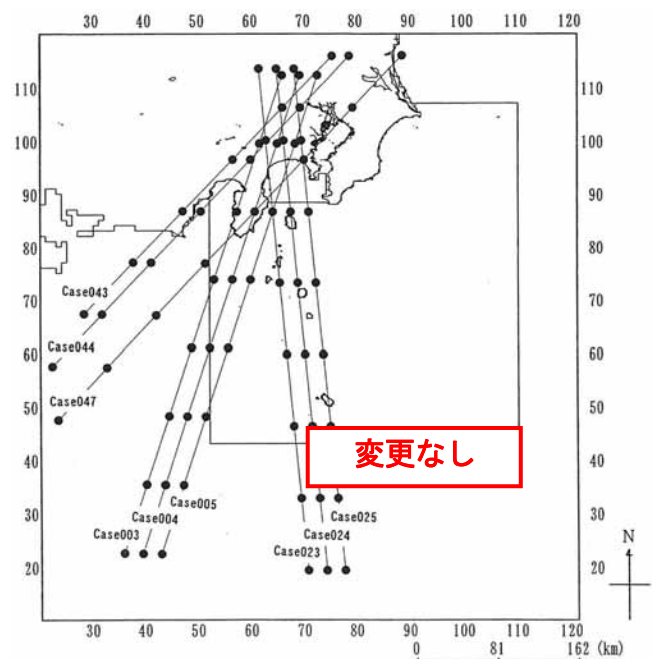 20 30 40 50 60 70 80 90 100 110 120
110 110
100 100
90 90
80 80
Case043
70 70
Case044
60 60
Case047
50 50
変更なし
40 40
Case005
Case004 Case025
30 Case003 Case024 30
Case023
N
20 20
30 40 50 60 70 80 90 100 110 120
0 81 162 (km)